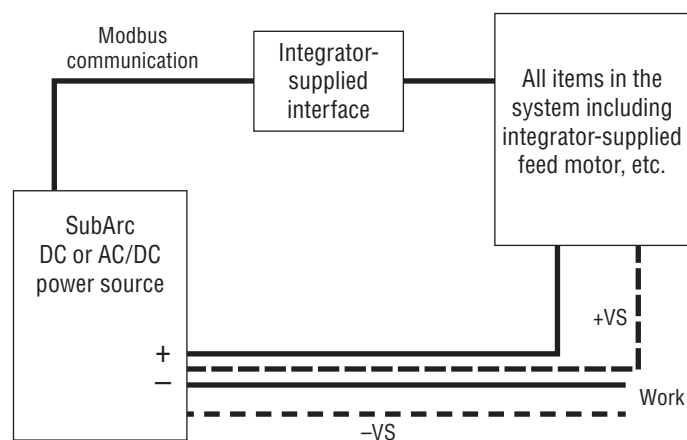 Modbus
communication
Integrator-
supplied
interface
All items in the
system including
integrator-supplied
feed motor, etc.
SubArc
DC or AC/DC
power source
+VS
+
–
Work
–VS